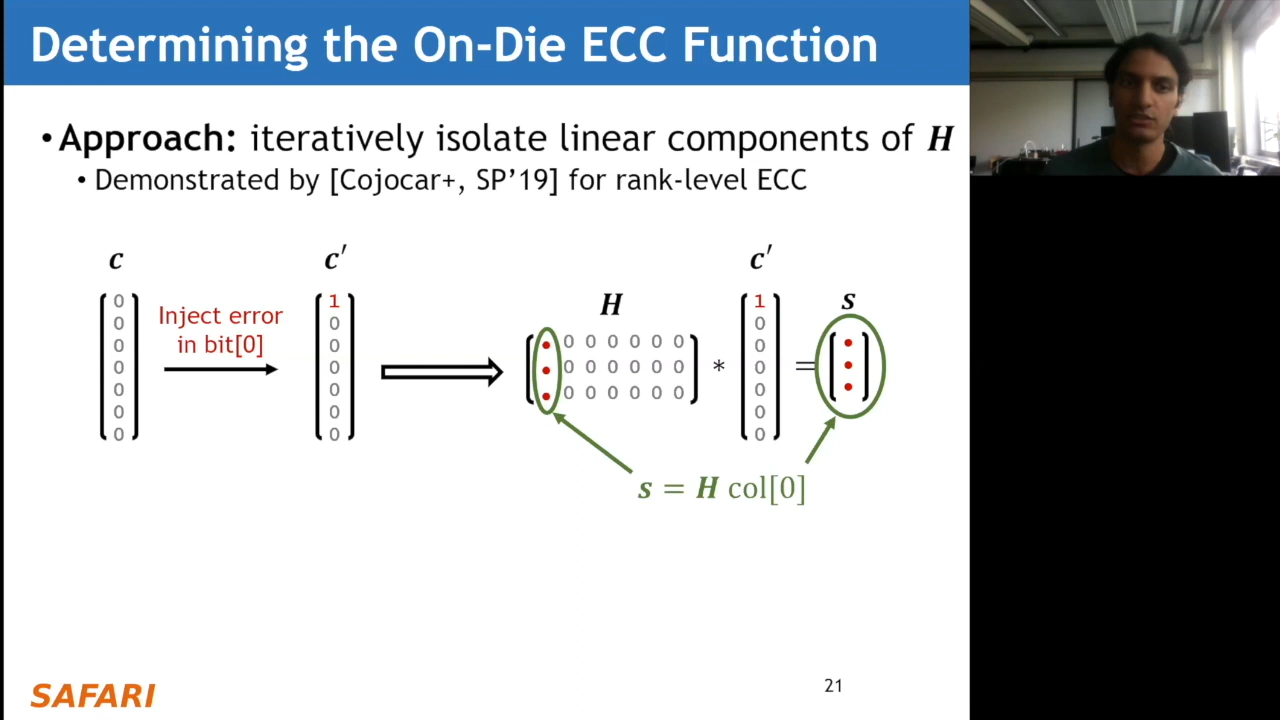 Determining the On-Die ECC Function
• Approach: iteratively isolate linear components of H
• Demonstrated by [Cojocar+, SP'19] for rank-level ECC
c
0
0
0
0
0
0
0
Inject error
in bit[0]
c′
1
0
0
0
0
0
0
H
0 0 0 0 0 0
0 0 0 0 0 0
0 0 0 0 0 0
*
c′
1
0
0
0
0
0
0
=
s
s = H col[0]
SAFARI
21